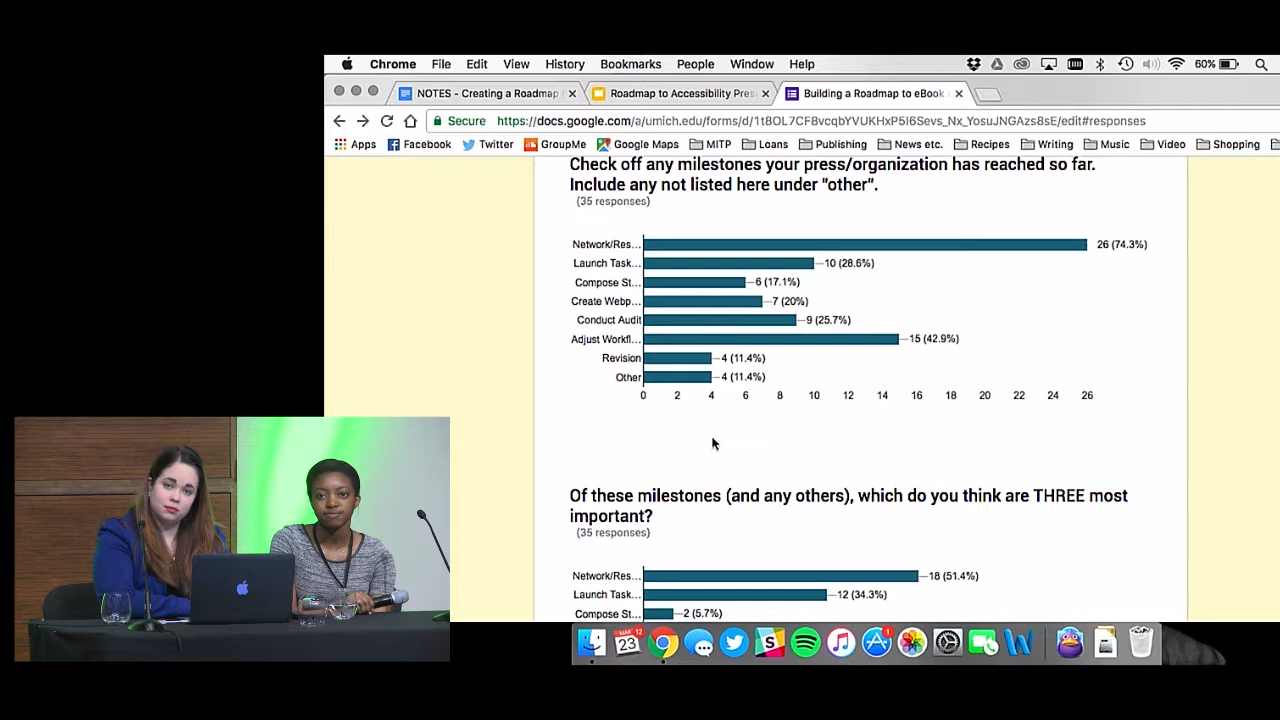 Chrome File Edit View History Bookmarks People Window Help 60%
NOTES - Creating a Roadmap Roadmap to Accessibility Pres Building a Roadmap to eBook
Secure https://docs.google.com/a/umich.edu/forms/d/1t8OL7CF8vcqbYVUKHxP5I6Sevs_Nx_YosuJNGAzs8sE/edit#responses
Apps Facebook Twitter GroupMe Google Maps MITP Loans Publishing News etc. Recipes Writing Music Video Shopping
Check off any milestones your press/organization has reached so far.
Include any not listed here under "other".
(35 responses)
Network/Res... 26 (74.3%)
Launch Task... 10 (28.6%)
Compose St... 6 (17.1%)
Create Webp... 7 (20%)
Conduct Audit 9 (25.7%)
Adjust Workfl... 15 (42.9%)
Revision 4 (11.4%)
Other 4 (11.4%)
0 2 4 6 8 10 12 14 16 18 20 22 24 26
Of these milestones (and any others), which do you think are THREE most
important?
(35 responses)
Network/Res... 18 (51.4%)
Launch Task... 12 (34.3%)
Compose St... 2 (5.7%)
MAR 12
23 S 1 W